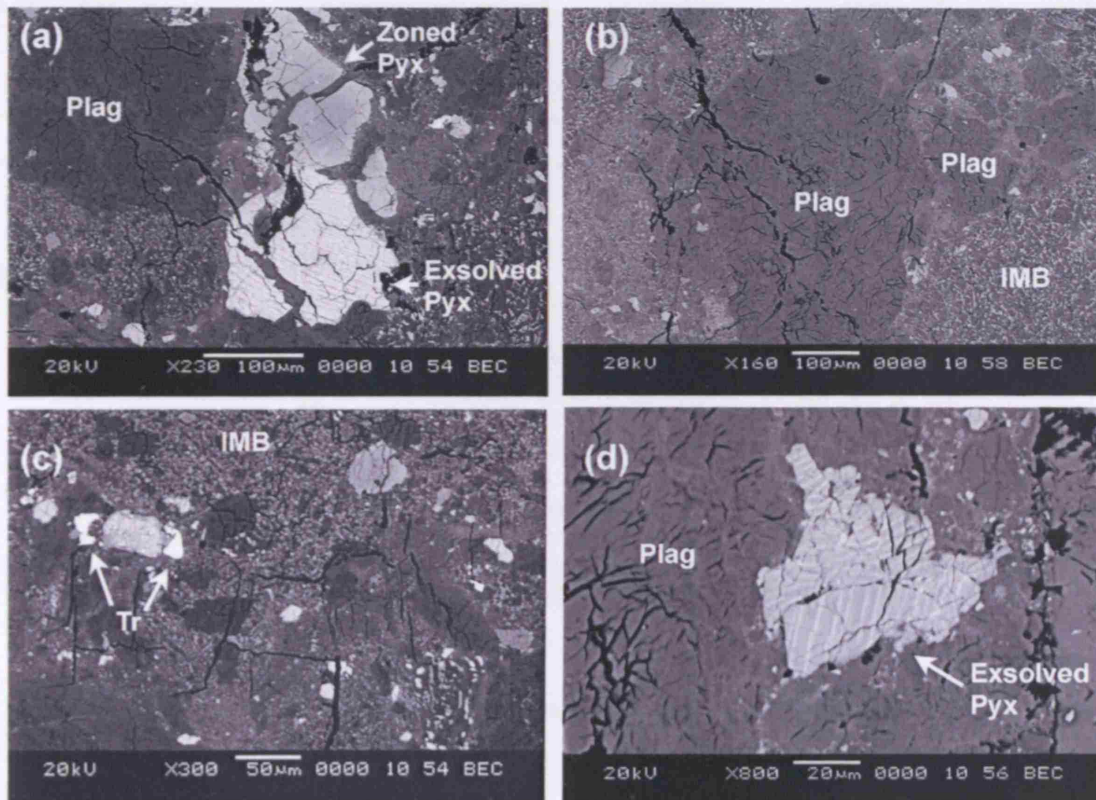 (a)
Zoned
Pyx
Plag
Exsolved
Pyx
20kV X230 100µm 0000 10 54 BEC
(b)
Plag
Plag
IMB
20kV X160 100µm 0000 10 58 BEC
(c)
IMB
Tr
20kV X300 50µm 0000 10 54 BEC
(d)
Plag
Exsolved
Pyx
20kV X800 20µm 0000 10 56 BEC